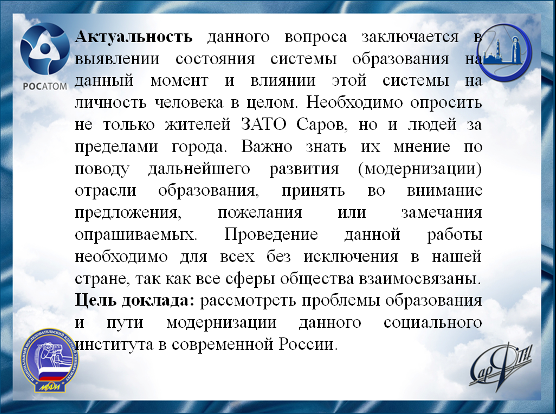 Актуальность данного вопроса заключается в
выявлении состояния системы образования на
данный момент и влиянии этой системы на
личность человека в целом. Необходимо опросить
не только жителей ЗАТО Саров, но и людей за
пределами города. Важно знать их мнение по
поводу дальнейшего развития (модернизации)
отрасли образования, принять во внимание
предложения, пожелания или замечания
опрашиваемых. Проведение данной работы
необходимо для всех без исключения в нашей
стране, так как все сферы общества взаимосвязаны.
Цель доклада: рассмотреть проблемы образования
и пути модернизации данного социального
института в современной России.
РОСАТОМ
СарФТИ